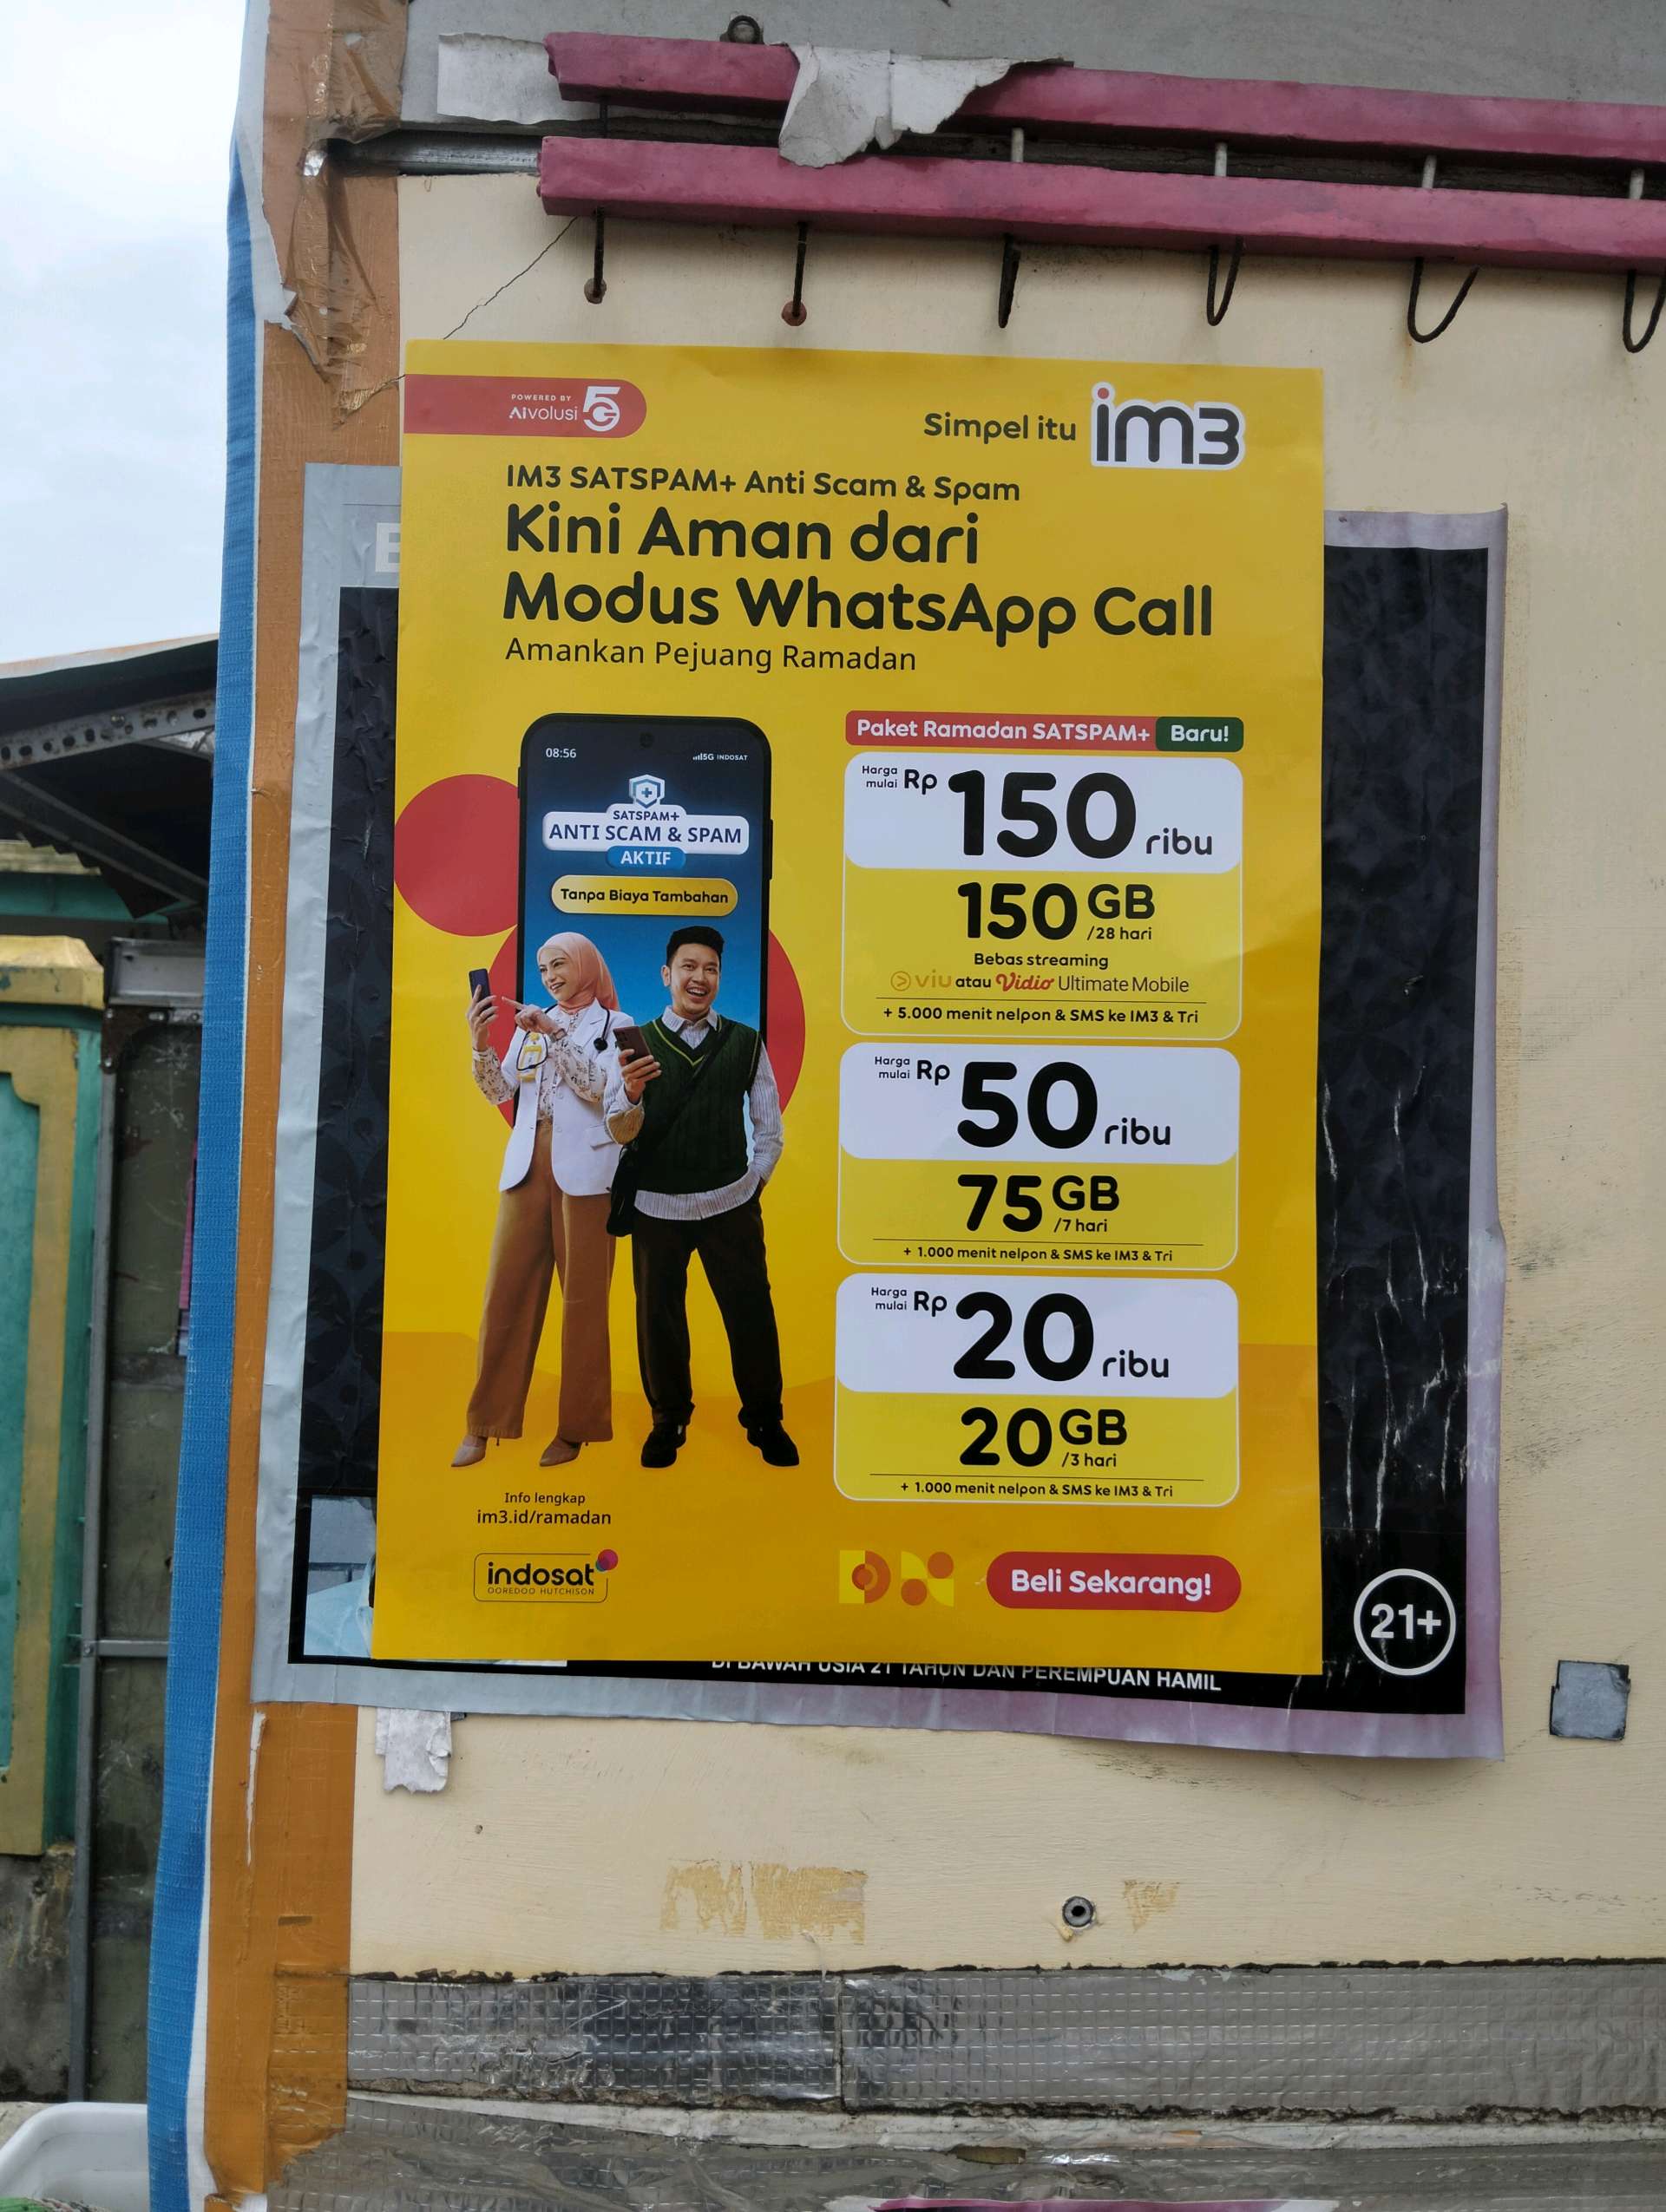 POWERED BY
AIvolusi 5G
Simpel itu im3
IM3 SATSPAM+ Anti Scam & Spam
Kini Aman dari
Modus WhatsApp Call
Amankan Pejuang Ramadan
08:56
5G INDOSAT
SATSPAM+
ANTI SCAM & SPAM
AKTIF
Tanpa Biaya Tambahan
Paket Ramadan SATSPAM+ Baru!
Harga mulai Rp 150 ribu
150 GB /28 hari
Bebas streaming
viu atau Vidio Ultimate Mobile
+ 5.000 menit nelpon & SMS ke IM3 & Tri
Harga mulai Rp 50 ribu
75 GB /7 hari
+ 1.000 menit nelpon & SMS ke IM3 & Tri
Harga mulai Rp 20 ribu
20 GB /3 hari
+ 1.000 menit nelpon & SMS ke IM3 & Tri
Info lengkap
im3.id/ramadan
indosat
OOREDOO HUTCHISON
Beli Sekarang!
21+
DI BAWAH USIA 21 TAHUN DAN PEREMPUAN HAMIL